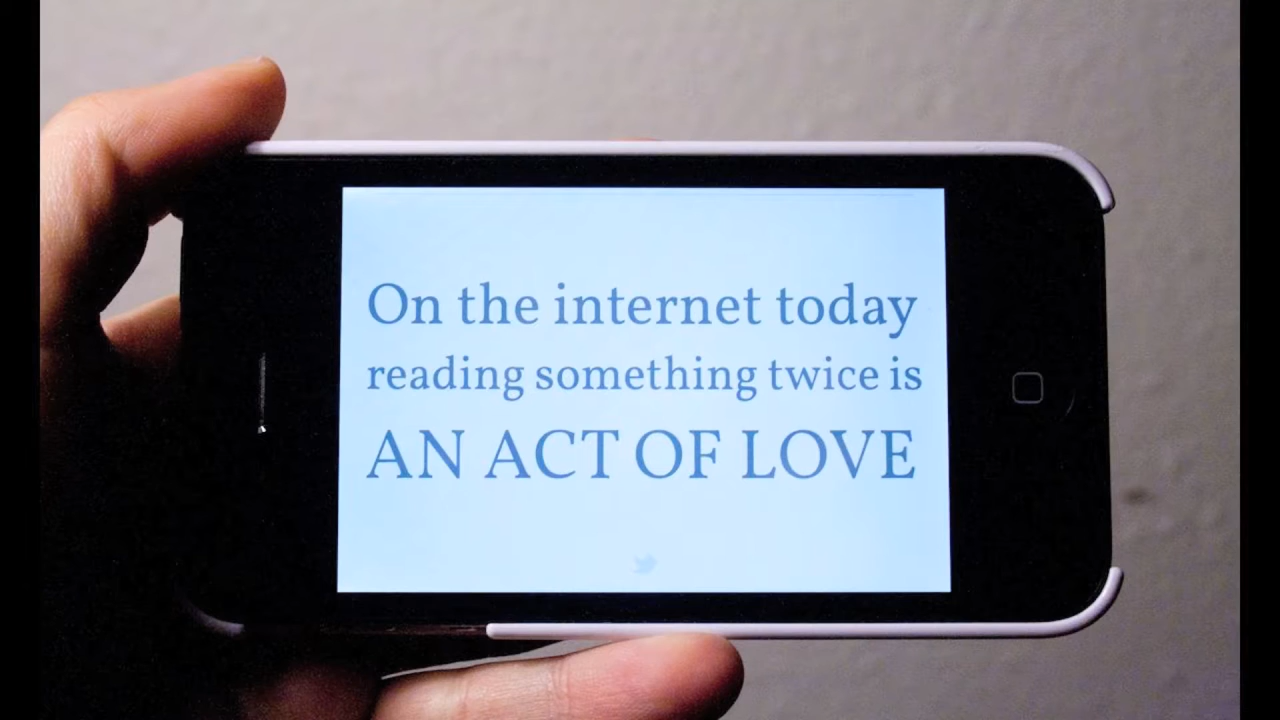 On the internet today
reading something twice is
AN ACT OF LOVE